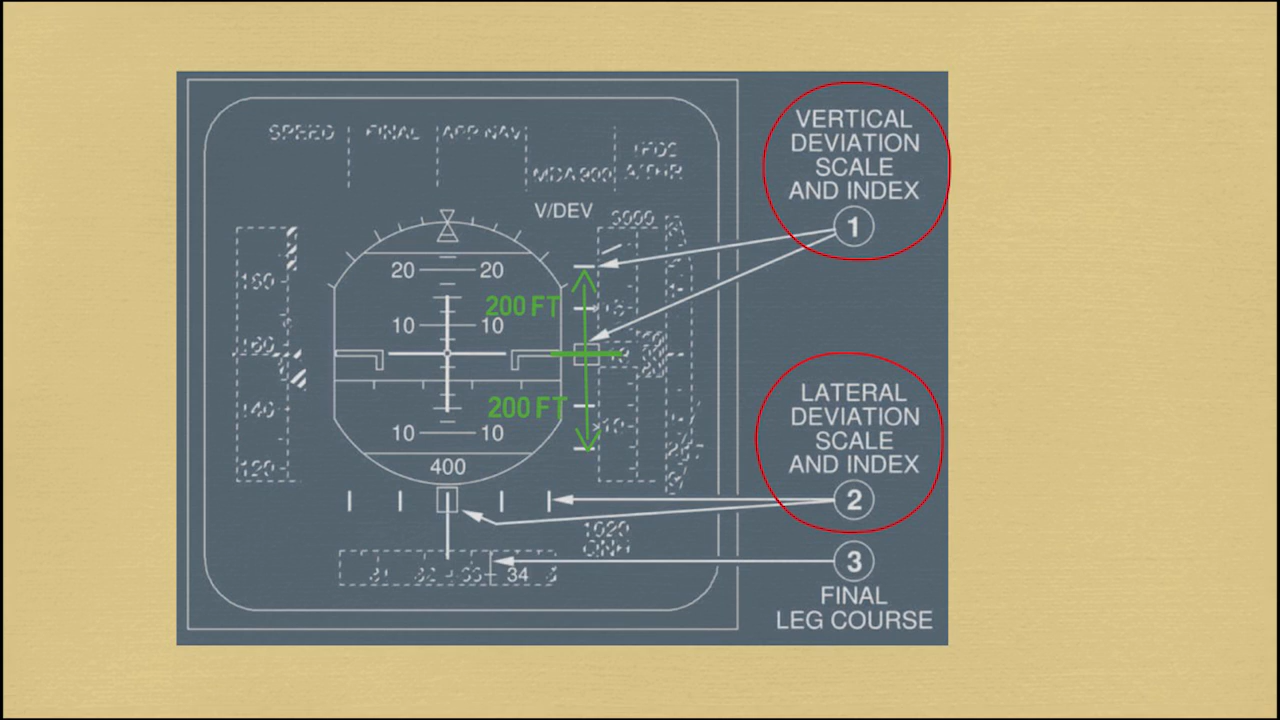 SPEED FINAL APP NAV
MDA 900
V/DEV
5000
VERTICAL
DEVIATION
SCALE
AND INDEX
1
20 20
200 FT
10 10
160
140
120
200 FT
10 10
400
LATERAL
DEVIATION
SCALE
AND INDEX
2
1020
QNH
34
3
FINAL
LEG COURSE